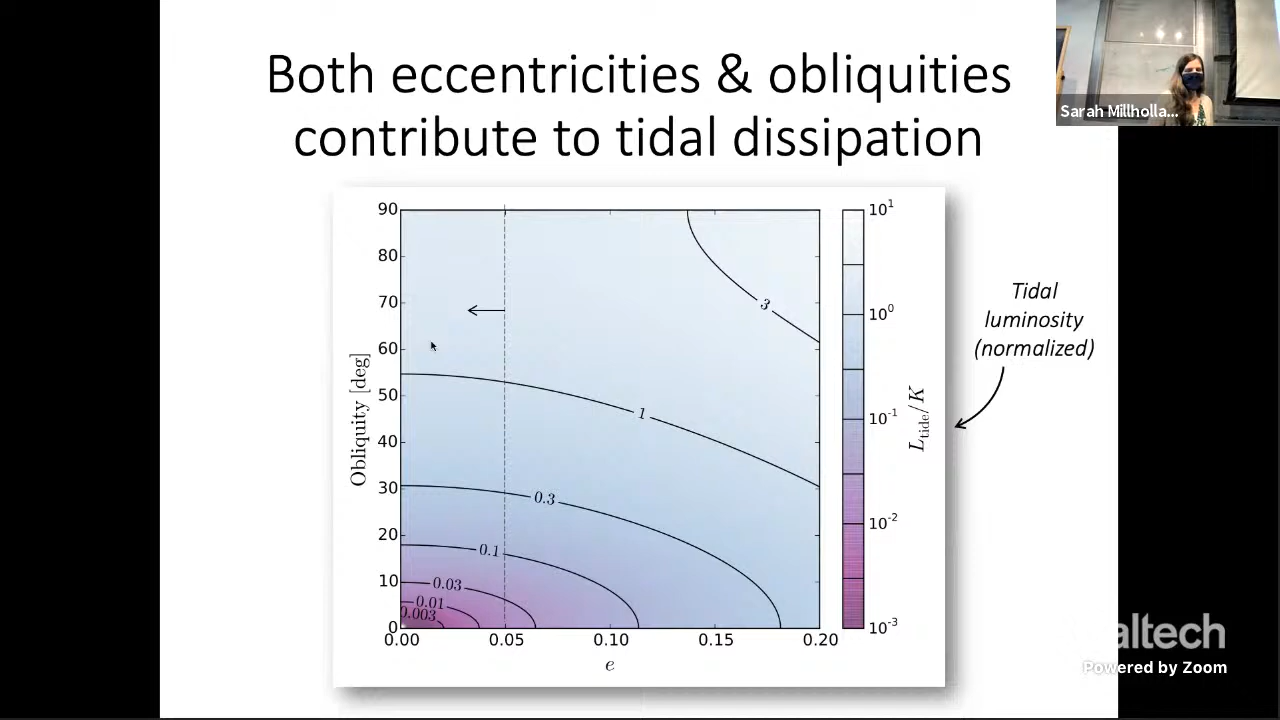 Both eccentricities & obliquities
contribute to tidal dissipation
Sarah Millholla...
90
80
70
60
50
40
30
20
10
0
Obliquity [deg]
3
1
0.3
0.1
0.03
0.01
0.003
0.00 0.05 0.10 0.15 0.20
e
10¹
10⁰
10⁻¹
10⁻²
10⁻³
L_tide/K
Tidal
luminosity
(normalized)
altech
Powered by Zoom